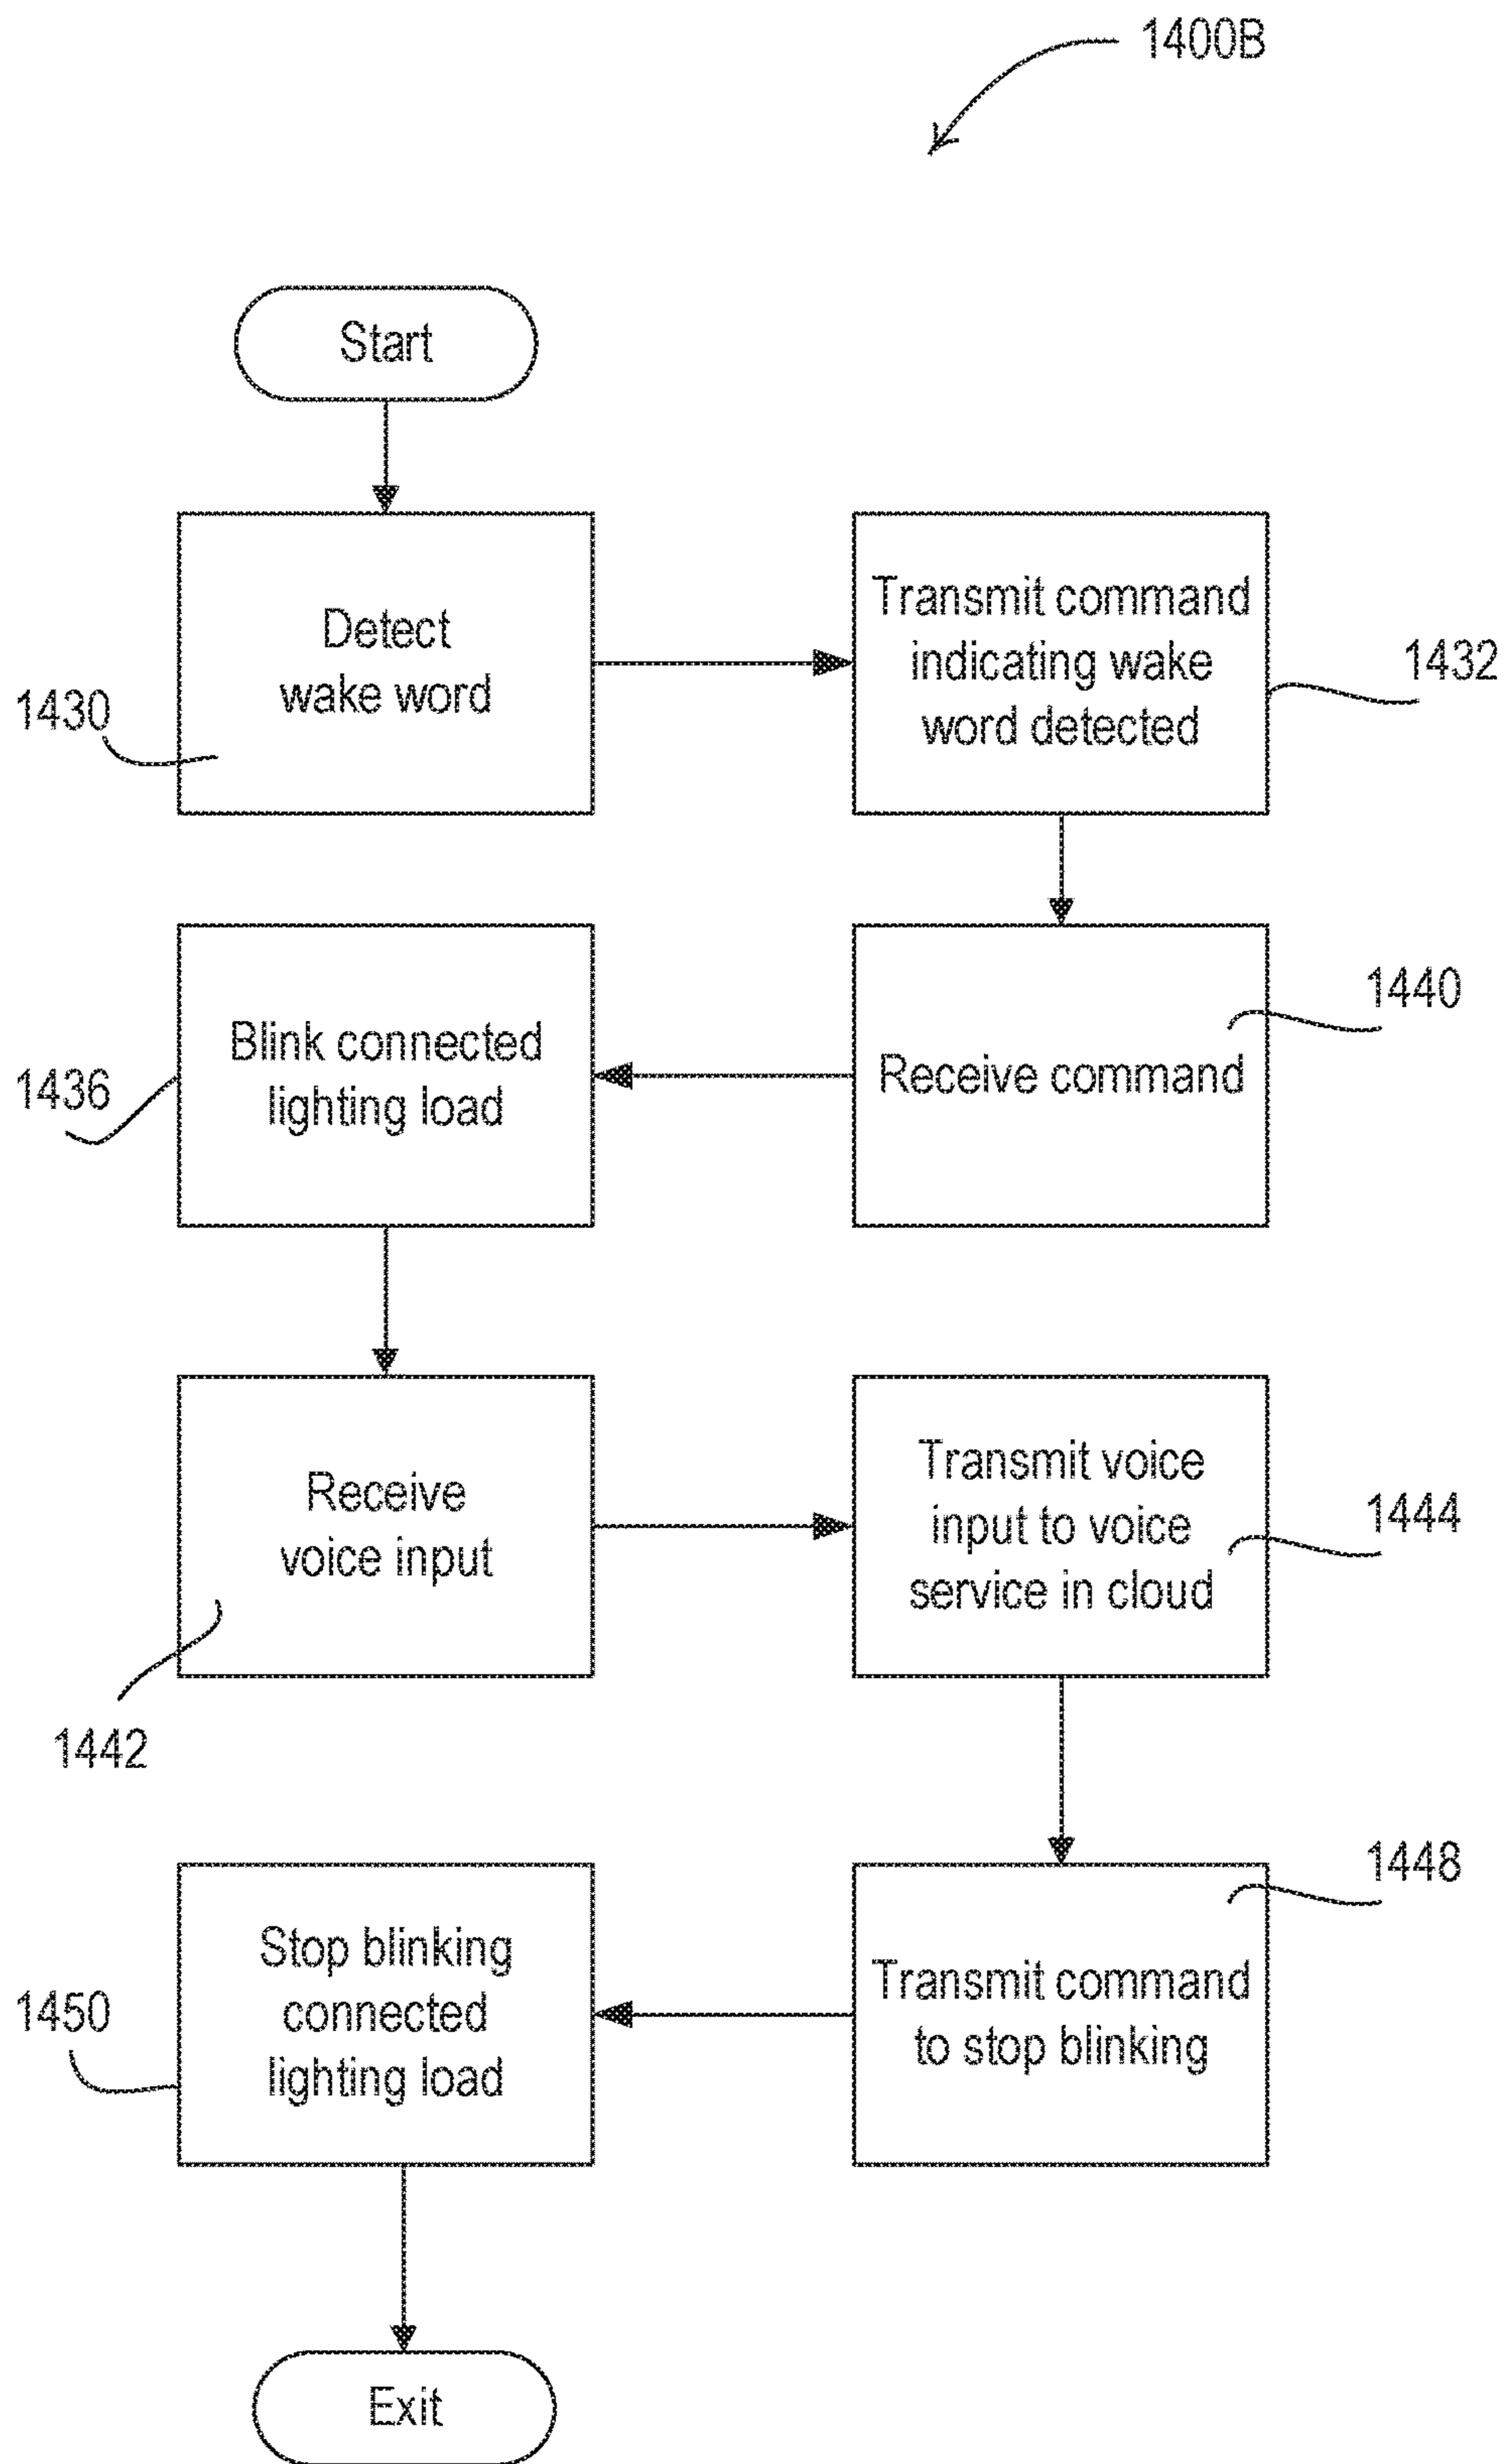 1400B
Start
Detect
wake word
1430
Transmit command
indicating wake
word detected
1432
Receive command
1440
Blink connected
lighting load
1436
Receive
voice input
1442
Transmit voice
input to voice
service in cloud
1444
Transmit command
to stop blinking
1448
Stop blinking
connected
lighting load
1450
Exit